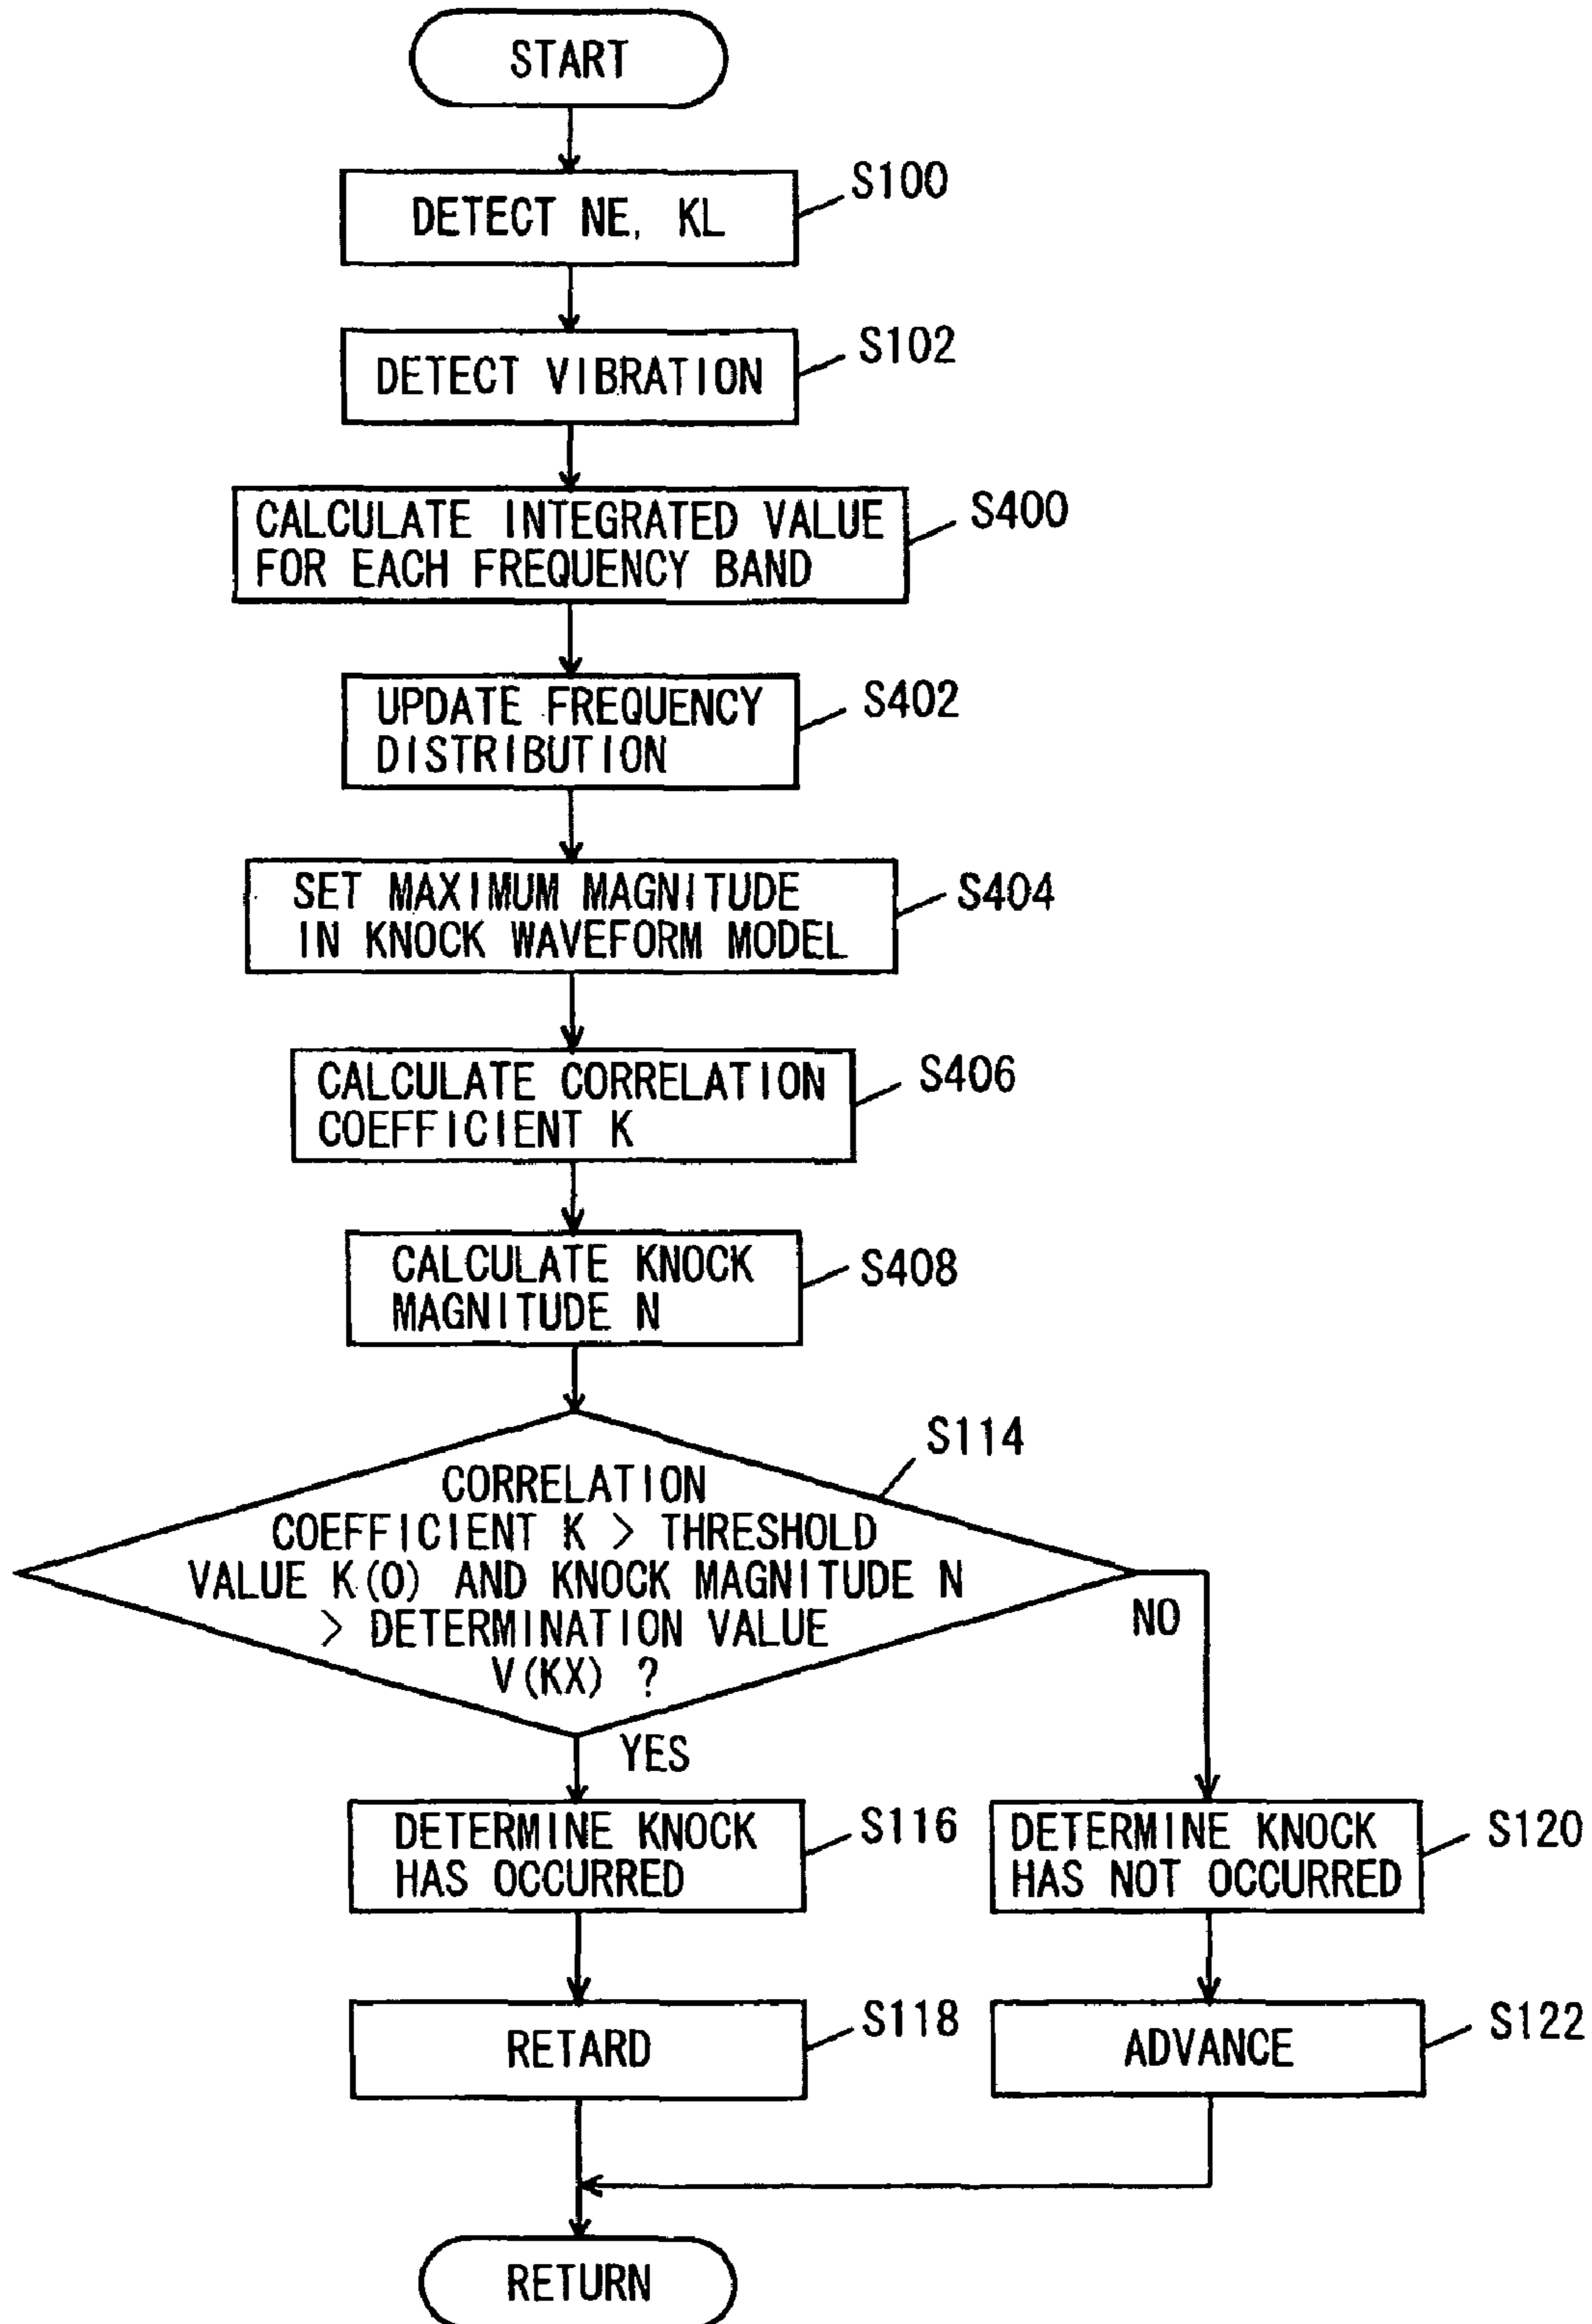 START
DETECT NE, KL
S100
DETECT VIBRATION
S102
CALCULATE INTEGRATED VALUE
FOR EACH FREQUENCY BAND
S400
UPDATE FREQUENCY
DISTRIBUTION
S402
SET MAXIMUM MAGNITUDE
IN KNOCK WAVEFORM MODEL
S404
CALCULATE CORRELATION
COEFFICIENT K
S406
CALCULATE KNOCK
MAGNITUDE N
S408
S114
CORRELATION
COEFFICIENT K > THRESHOLD
VALUE K(0) AND KNOCK MAGNITUDE N
> DETERMINATION VALUE
V(KX) ?
NO
YES
DETERMINE KNOCK
HAS OCCURRED
S116
DETERMINE KNOCK
HAS NOT OCCURRED
S120
RETARD
S118
ADVANCE
S122
RETURN